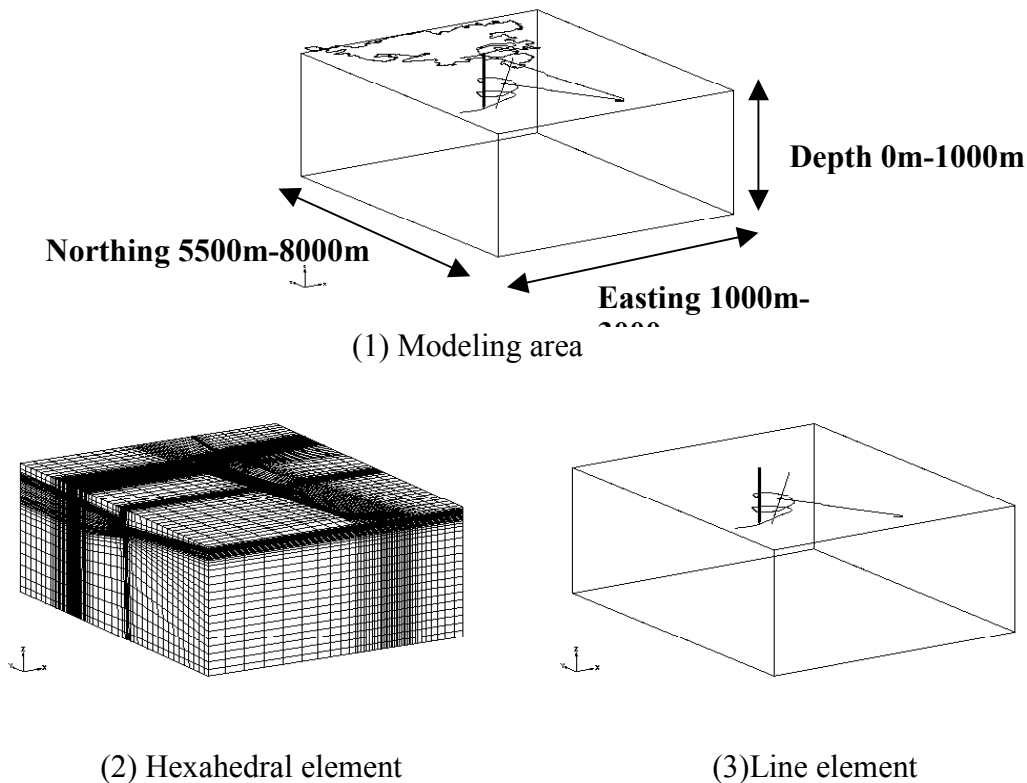 Depth 0m-1000m
Northing 5500m-8000m
Easting 1000m-
(1) Modeling area
Z
Y X
Z
Y X
(2) Hexahedral element
(3)Line element